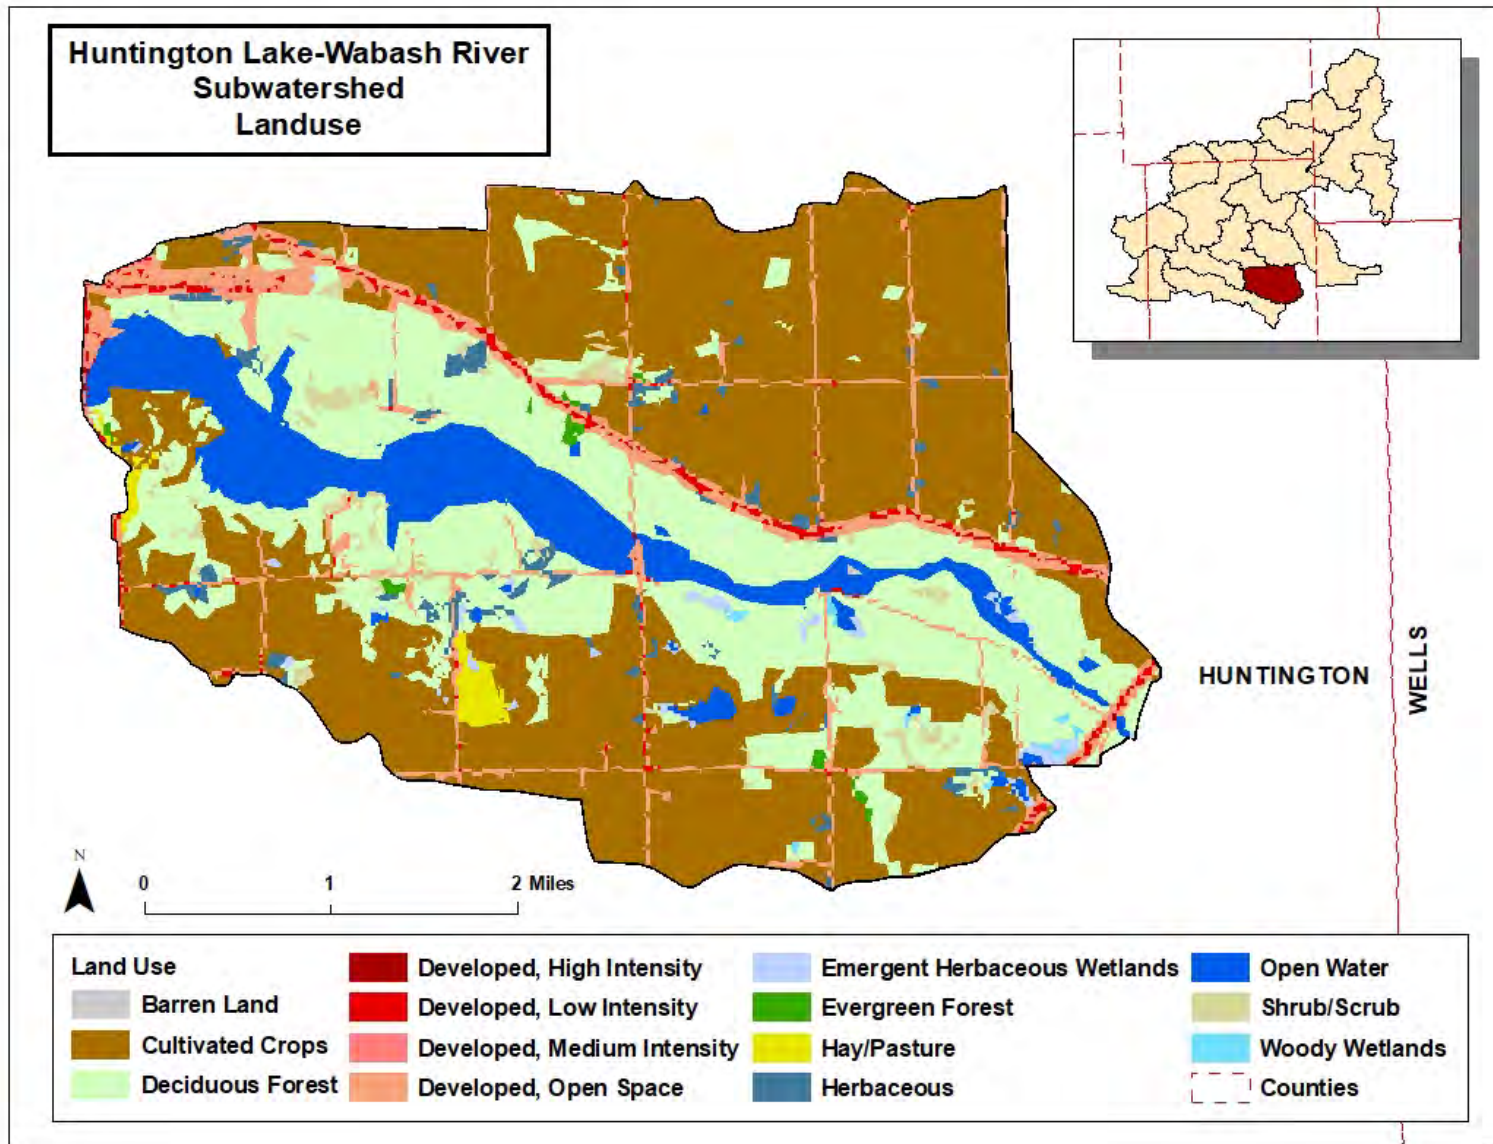 Huntington Lake-Wabash River
Subwatershed
Landuse
HUNTINGTON
WELLS
N
0 1 2 Miles
Land Use
Barren Land
Cultivated Crops
Deciduous Forest
Developed, High Intensity
Developed, Low Intensity
Developed, Medium Intensity
Developed, Open Space
Emergent Herbaceous Wetlands
Evergreen Forest
Hay/Pasture
Herbaceous
Open Water
Shrub/Scrub
Woody Wetlands
Counties